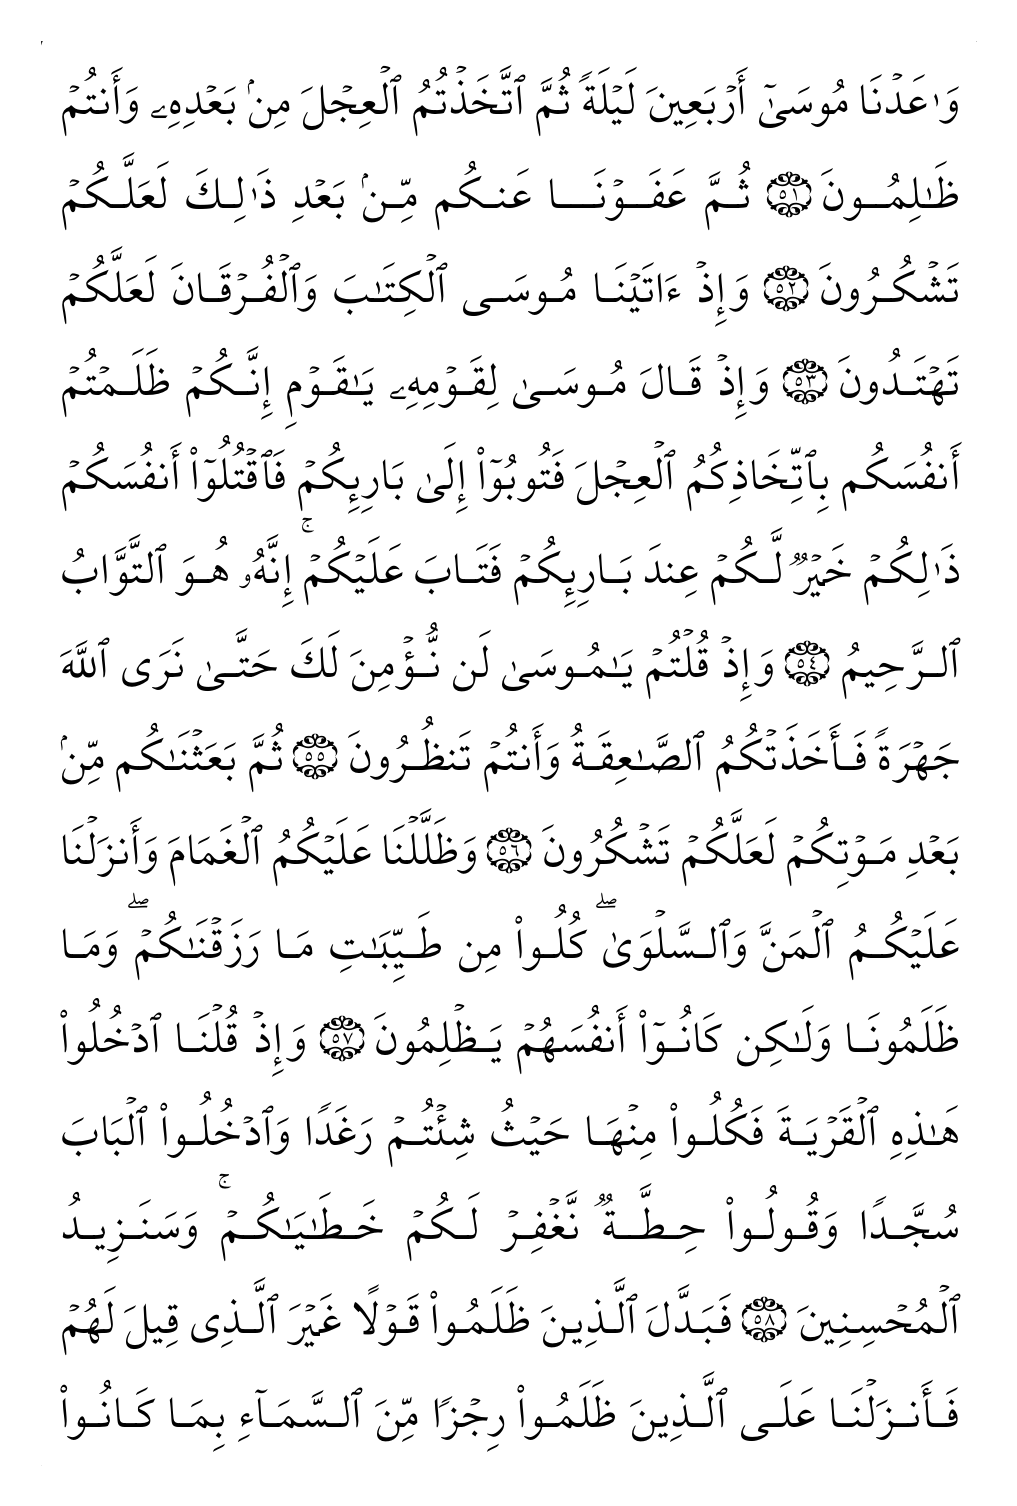 وَٰعَدْنَا مُوسَىٰٓ أَرْبَعِينَ لَيْلَةً ثُمَّ ٱتَّخَذْتُمُ ٱلْعِجْلَ مِنۢ بَعْدِهِۦ وَأَنتُمْ
ظَٰلِمُونَ ٥١ ثُمَّ عَفَوْنَا عَنكُم مِّنۢ بَعْدِ ذَٰلِكَ لَعَلَّكُمْ
تَشْكُرُونَ ٥٢ وَإِذْ ءَاتَيْنَا مُوسَى ٱلْكِتَٰبَ وَٱلْفُرْقَانَ لَعَلَّكُمْ
تَهْتَدُونَ ٥٣ وَإِذْ قَالَ مُوسَىٰ لِقَوْمِهِۦ يَٰقَوْمِ إِنَّكُمْ ظَلَمْتُمْ
أَنفُسَكُم بِٱتِّخَاذِكُمُ ٱلْعِجْلَ فَتُوبُوٓا۟ إِلَىٰ بَارِئِكُمْ فَٱقْتُلُوٓا۟ أَنفُسَكُمْ
ذَٰلِكُمْ خَيْرٌ لَّكُمْ عِندَ بَارِئِكُمْ فَتَابَ عَلَيْكُمْ ۚ إِنَّهُۥ هُوَ ٱلتَّوَّابُ
ٱلرَّحِيمُ ٥٤ وَإِذْ قُلْتُمْ يَٰمُوسَىٰ لَن نُّؤْمِنَ لَكَ حَتَّىٰ نَرَى ٱللَّهَ
جَهْرَةً فَأَخَذَتْكُمُ ٱلصَّٰعِقَةُ وَأَنتُمْ تَنظُرُونَ ٥٥ ثُمَّ بَعَثْنَٰكُم مِّنۢ
بَعْدِ مَوْتِكُمْ لَعَلَّكُمْ تَشْكُرُونَ ٥٦ وَظَلَّلْنَا عَلَيْكُمُ ٱلْغَمَامَ وَأَنزَلْنَا
عَلَيْكُمُ ٱلْمَنَّ وَٱلسَّلْوَىٰ ۖ كُلُوا۟ مِن طَيِّبَٰتِ مَا رَزَقْنَٰكُمْ ۖ وَمَا
ظَلَمُونَا وَلَٰكِن كَانُوٓا۟ أَنفُسَهُمْ يَظْلِمُونَ ٥٧ وَإِذْ قُلْنَا ٱدْخُلُوا۟
هَٰذِهِ ٱلْقَرْيَةَ فَكُلُوا۟ مِنْهَا حَيْثُ شِئْتُمْ رَغَدًا وَٱدْخُلُوا۟ ٱلْبَابَ
سُجَّدًا وَقُولُوا۟ حِطَّةٌ نَّغْفِرْ لَكُمْ خَطَٰيَٰكُمْ ۚ وَسَنَزِيدُ
ٱلْمُحْسِنِينَ ٥٨ فَبَدَّلَ ٱلَّذِينَ ظَلَمُوا۟ قَوْلًا غَيْرَ ٱلَّذِى قِيلَ لَهُمْ
فَأَنزَلْنَا عَلَى ٱلَّذِينَ ظَلَمُوا۟ رِجْزًا مِّنَ ٱلسَّمَآءِ بِمَا كَانُوا۟